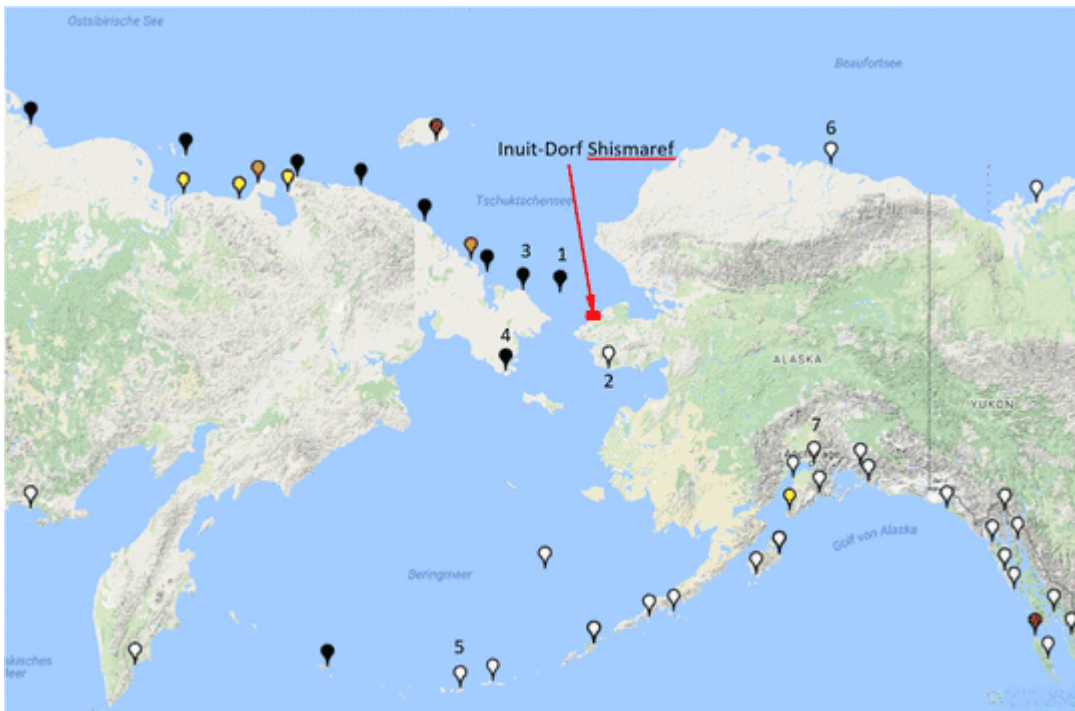 Ostsibirische See
Beaufortsee
6
Inuit-Dorf Shismaref
Tschuktschensee
3
1
4
2
ALASKA
YUKON
7
Golf von Alaska
Beringmeer
5